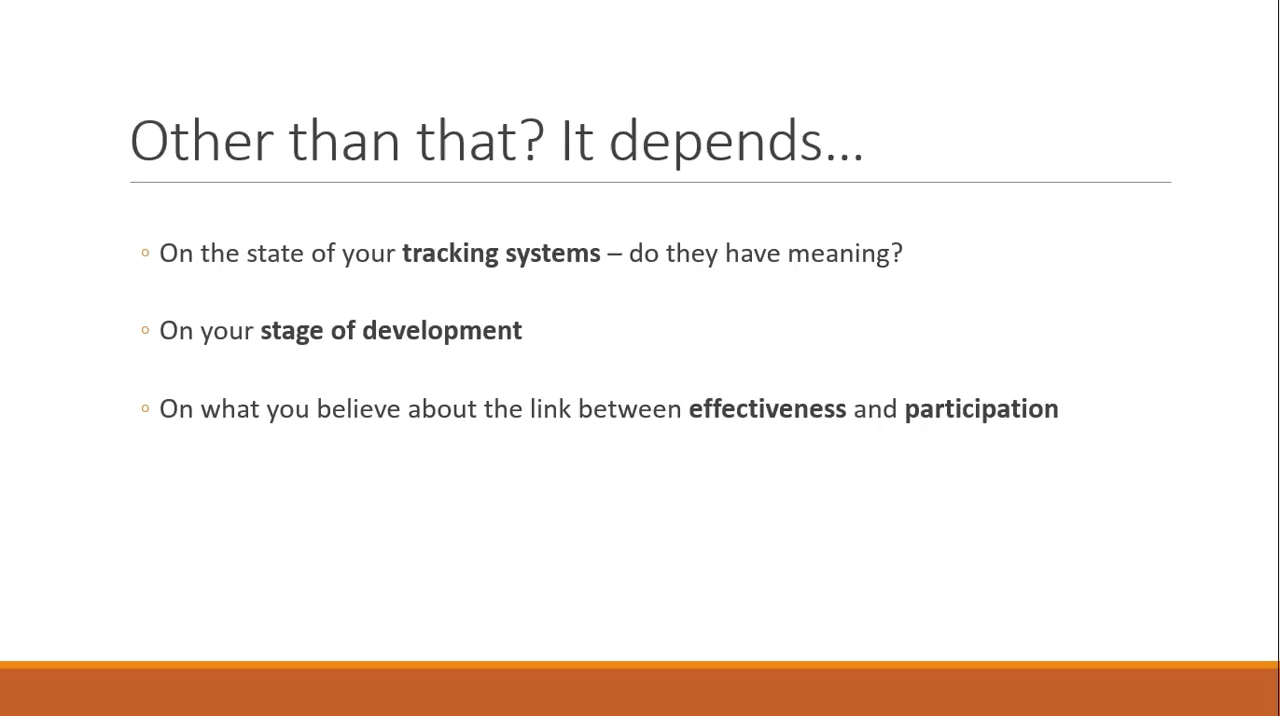 Other than that? It depends…
◦ On the state of your tracking systems – do they have meaning?
◦ On your stage of development
◦ On what you believe about the link between effectiveness and participation